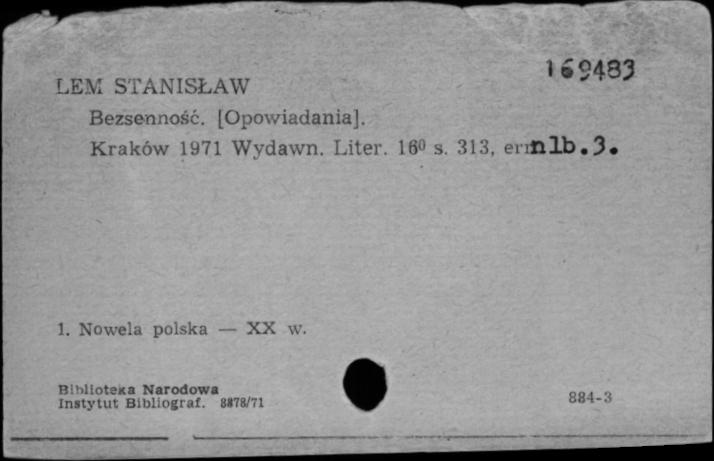 169483
LEM STANISŁAW
Bezsenność. [Opowiadania].
Kraków 1971 Wydawn. Liter. 16⁰ s. 313, nlb.3.
1. Nowela polska — XX w.
Biblioteka Narodowa
Instytut Bibliograf. 8878/71
884-3